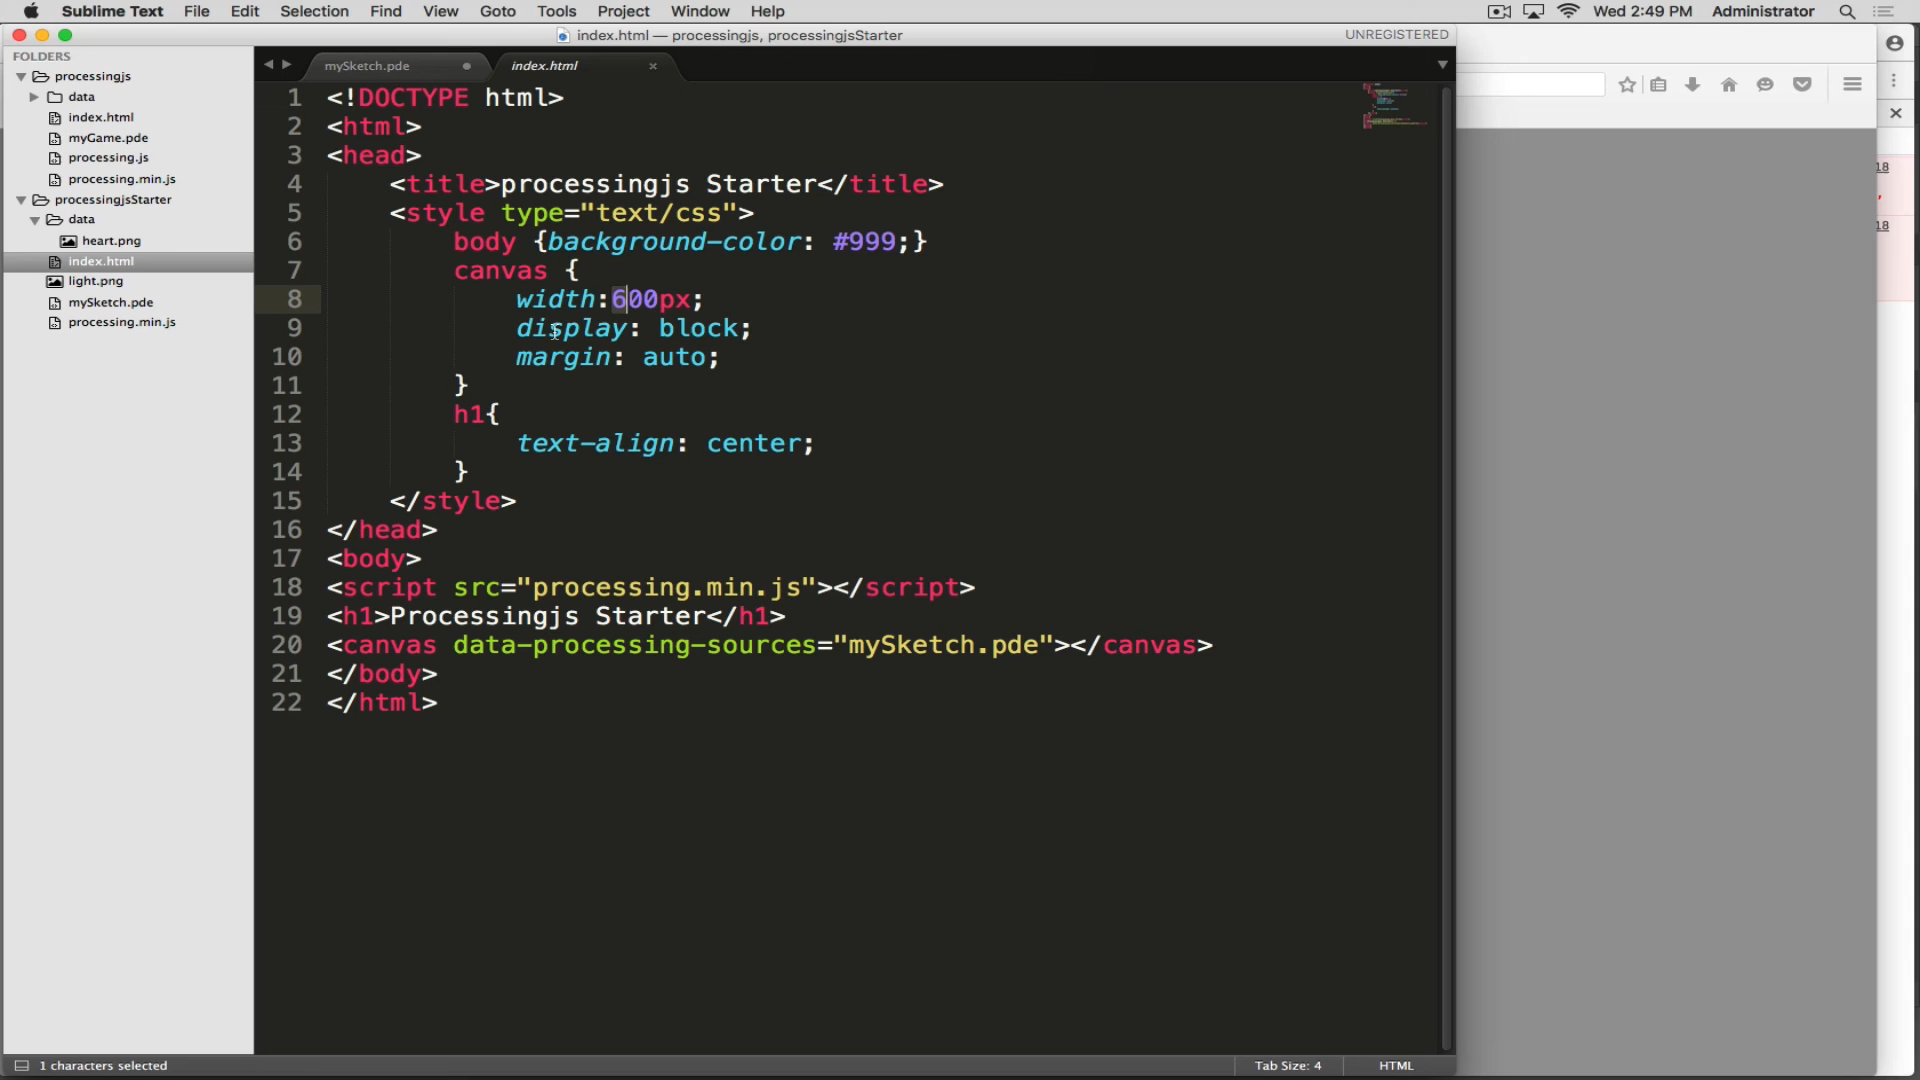 Sublime Text File Edit Selection Find View Goto Tools Project Window Help Wed 2:49 PM Administrator
index.html — processingjs, processingjsStarter UNREGISTERED
FOLDERS
processingjs
data
index.html
myGame.pde
processing.js
processing.min.js
processingjsStarter
data
heart.png
index.html
light.png
mySketch.pde
processing.min.js
mySketch.pde index.html
1 <!DOCTYPE html>
2 <html>
3 <head>
4 <title>processingjs Starter</title>
5 <style type="text/css">
6 body {background-color: #999;}
7 canvas {
8 width:600px;
9 display: block;
10 margin: auto;
11 }
12 h1{
13 text-align: center;
14 }
15 </style>
16 </head>
17 <body>
18 <script src="processing.min.js"></script>
19 <h1>Processingjs Starter</h1>
20 <canvas data-processing-sources="mySketch.pde"></canvas>
21 </body>
22 </html>
18
18
1 characters selected Tab Size: 4 HTML